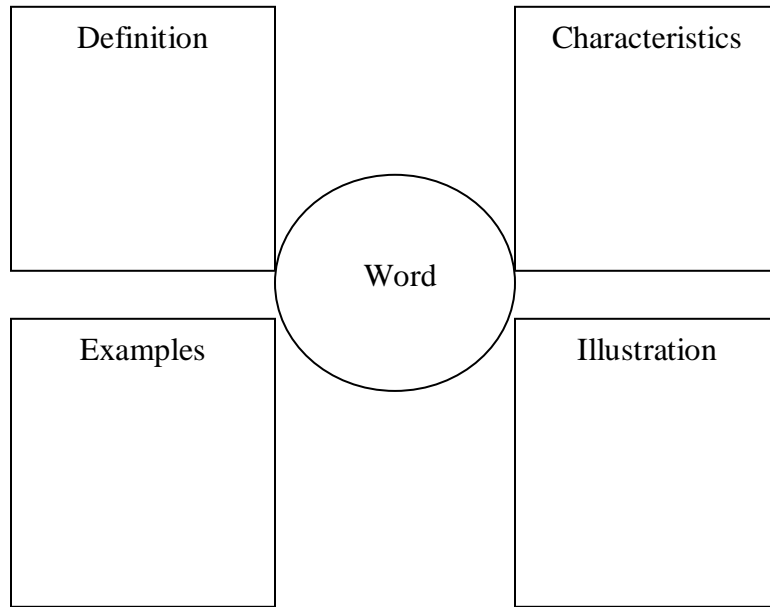 Definition
Characteristics
Word
Examples
Illustration